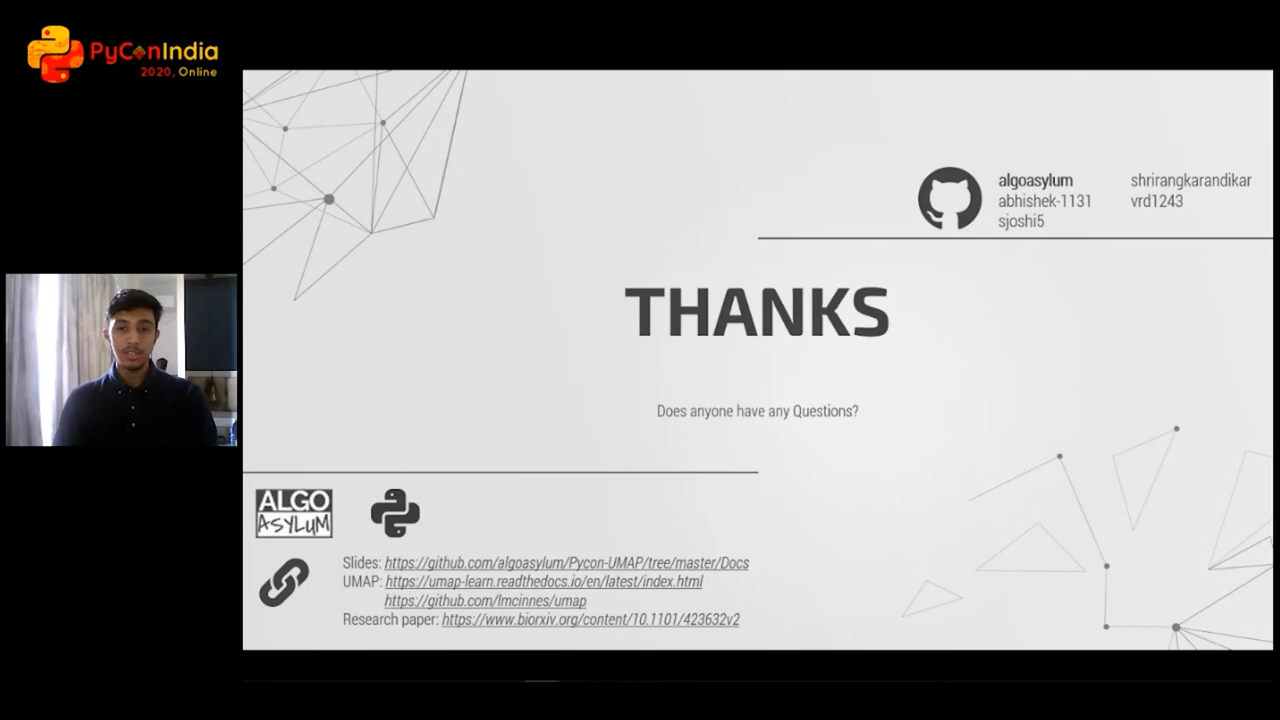 PyConIndia
2020, Online
algoasylum
abhishek-1131
sjoshi5
shrirangkarandikar
vrd1243
THANKS
Does anyone have any Questions?
ALGO
ASYLUM
Slides: https://github.com/algoasylum/Pycon-UMAP/tree/master/Docs
UMAP: https://umap-learn.readthedocs.io/en/latest/index.html
https://github.com/lmcinnes/umap
Research paper: https://www.biorxiv.org/content/10.1101/423632v2